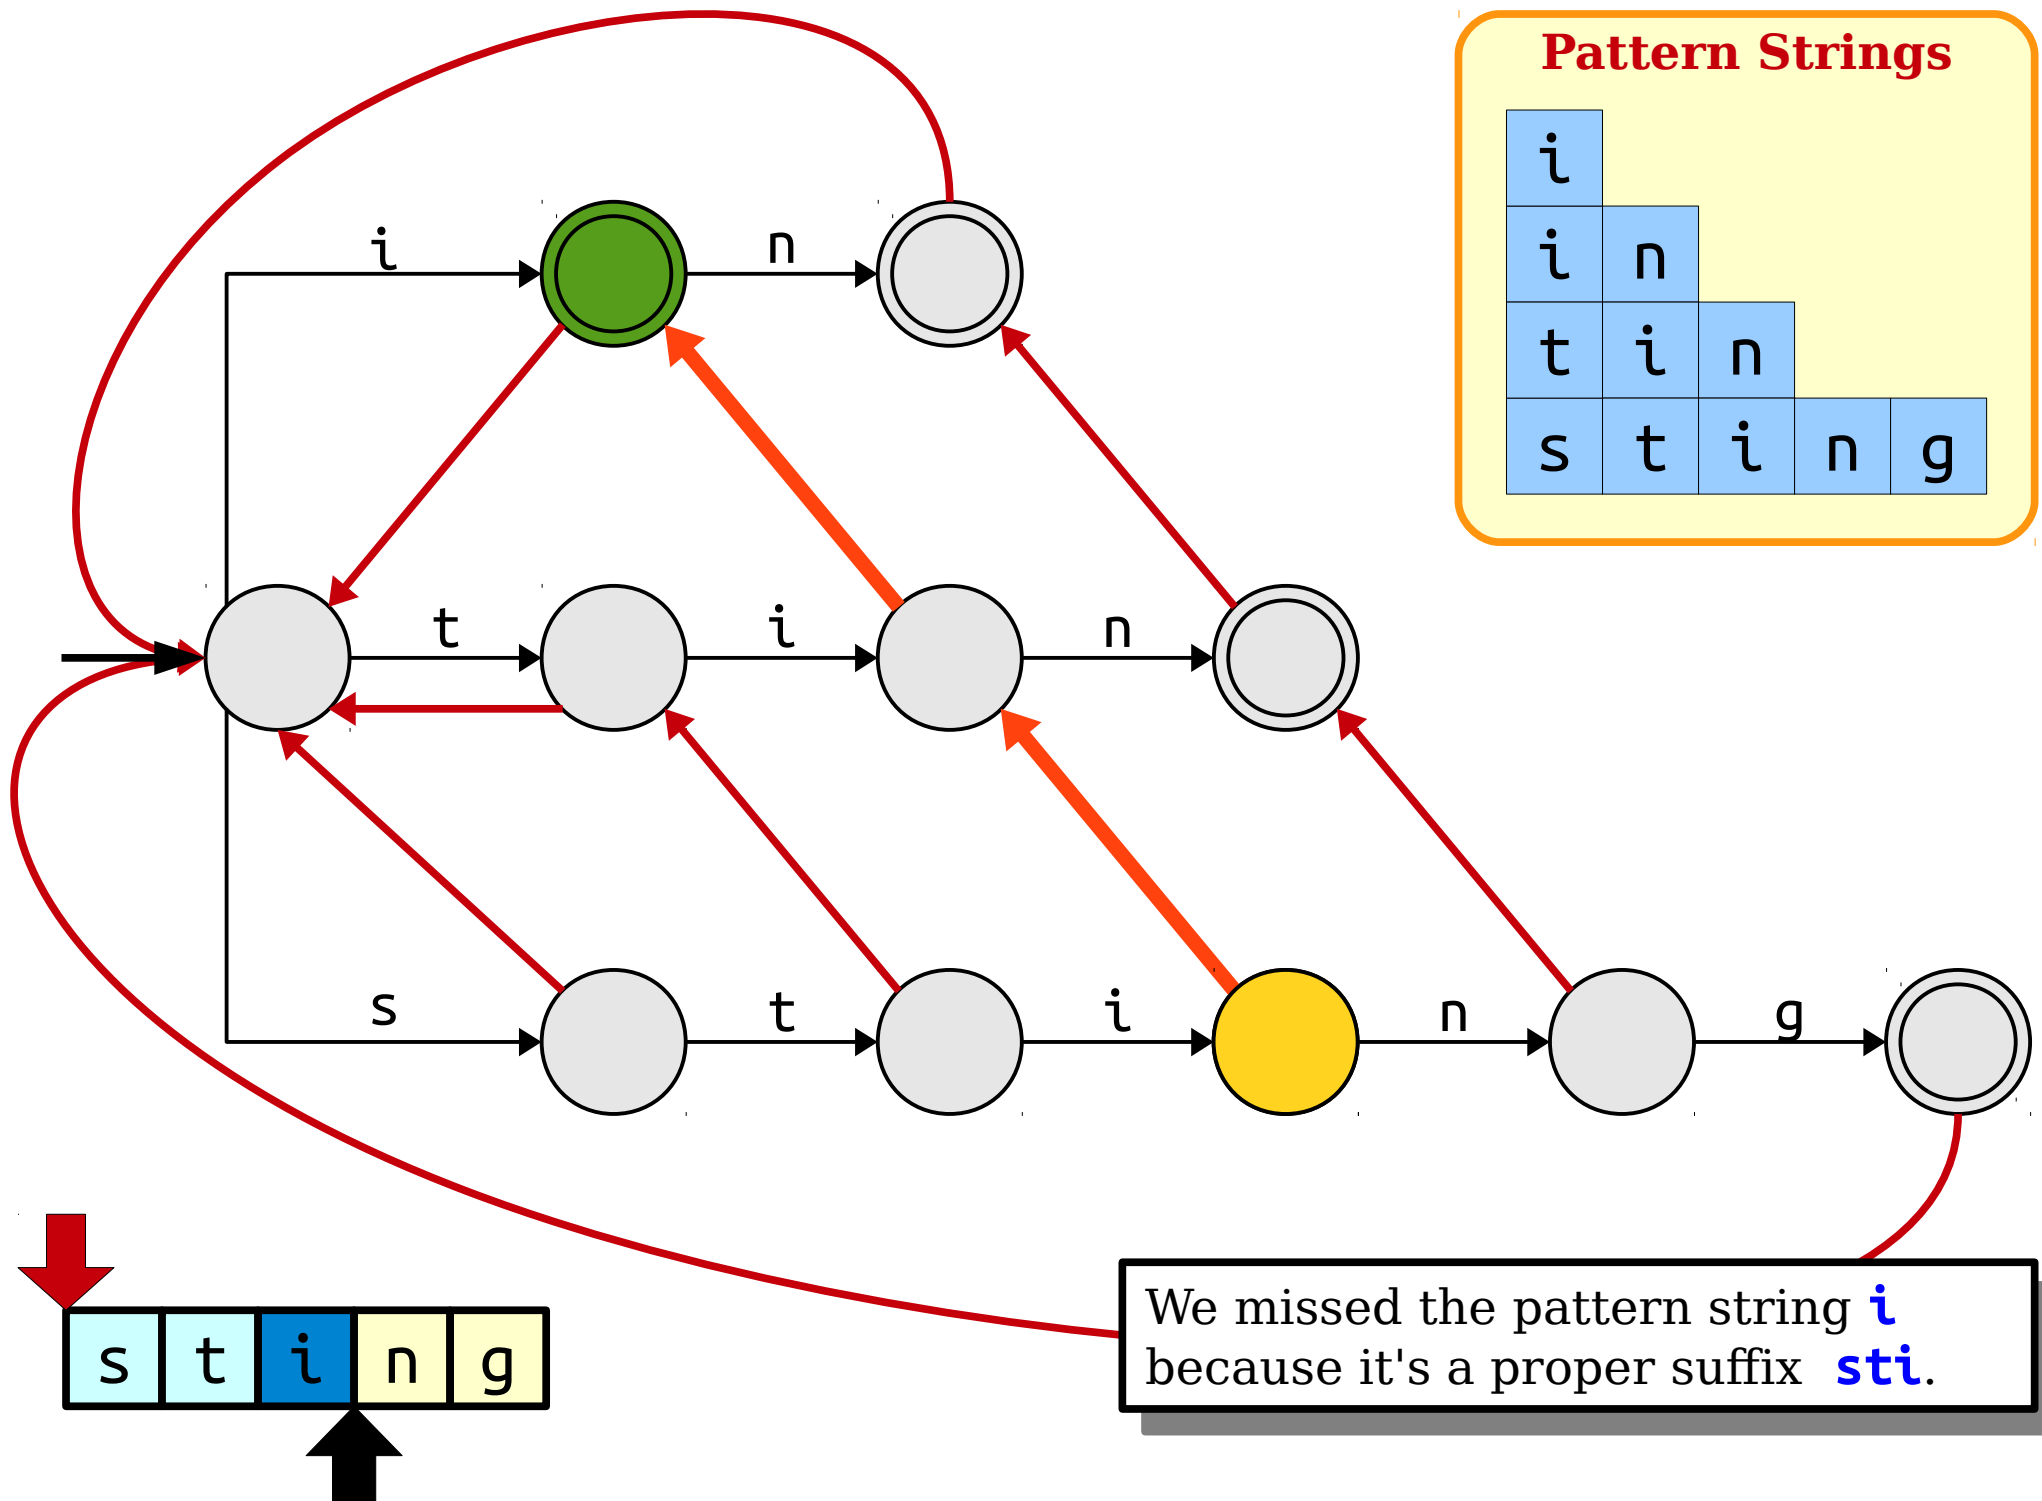 Pattern Strings
i
i n
t i n
s t i n g
i n
t i n
s t i n g
s t i n g
We missed the pattern string i
because it's a proper suffix sti.